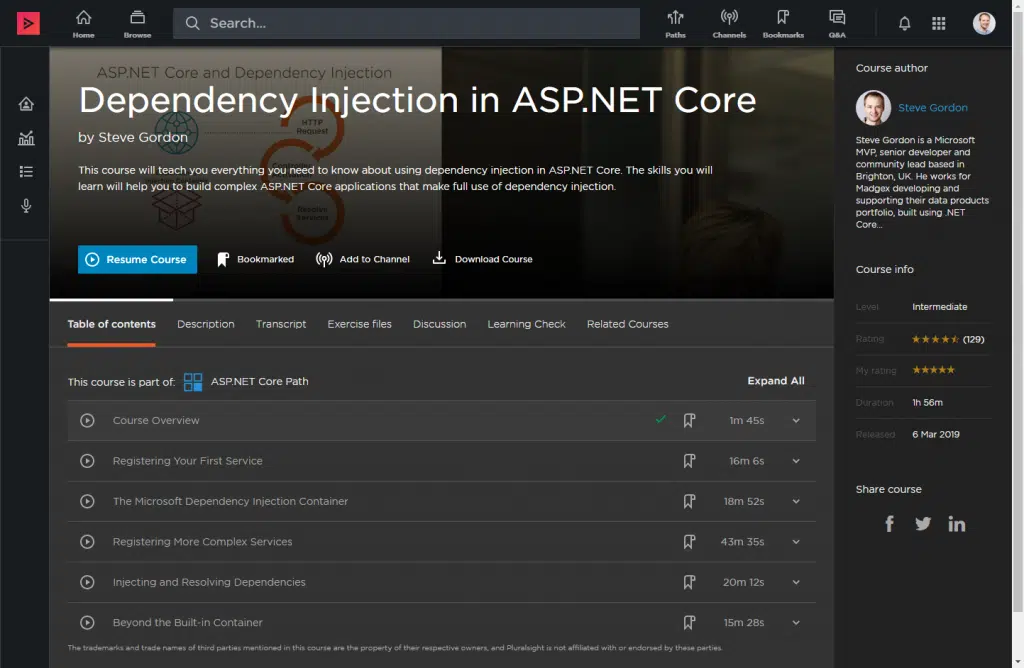 Home
Browse
Search...
Paths
Channels
Bookmarks
Q&A
ASP.NET Core and Dependency Injection
Dependency Injection in ASP.NET Core
by Steve Gordon
HTTP
Request
This course will teach you everything you need to know about using dependency injection in ASP.NET Core. The skills you will
learn will help you to build complex ASP.NET Core applications that make full use of dependency injection.
Resolve
Services
Resume Course
Bookmarked
Add to Channel
Download Course
Table of contents
Description
Transcript
Exercise files
Discussion
Learning Check
Related Courses
This course is part of:
ASP.NET Core Path
Expand All
Course Overview
1m 45s
Registering Your First Service
16m 6s
The Microsoft Dependency Injection Container
18m 52s
Registering More Complex Services
43m 35s
Injecting and Resolving Dependencies
20m 12s
Beyond the Built-in Container
15m 28s
The trademarks and trade names of third parties mentioned in this course are the property of their respective owners, and Pluralsight is not affiliated with or endorsed by these parties.
Course author
Steve Gordon
Steve Gordon is a Microsoft
MVP, senior developer and
community lead based in
Brighton, UK. He works for
Madgex developing and
supporting their data products
portfolio, built using .NET
Core...
Course info
Level
Intermediate
Rating
(129)
My rating
Duration
1h 56m
Released
6 Mar 2019
Share course